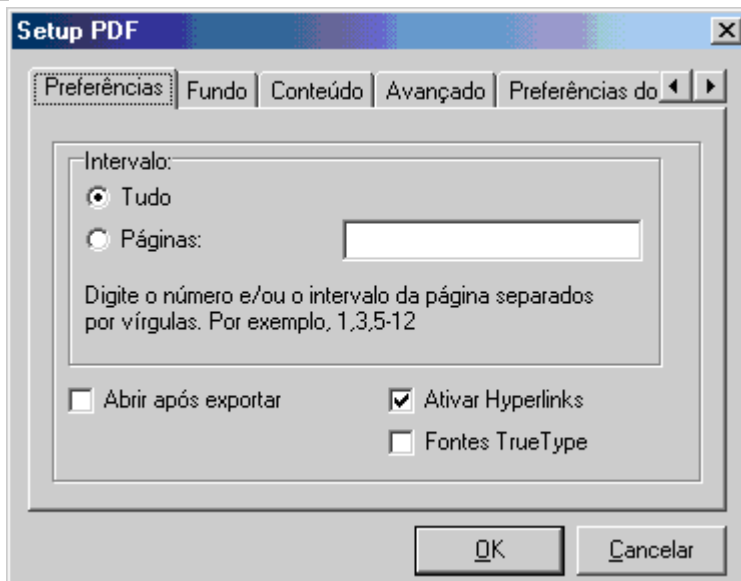 Setup PDF
Preferências Fundo Conteúdo Avançado Preferências do
Intervalo:
Tudo
Páginas:
Digite o número e/ou o intervalo da página separados
por vírgulas. Por exemplo, 1,3,5-12
Abrir após exportar Ativar Hyperlinks
Fontes TrueType
OK Cancelar